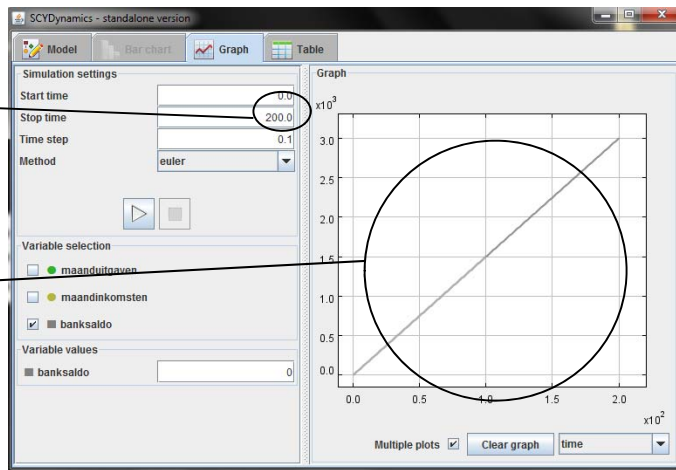 SCYDynamics - standalone version
Model
Bar chart
Graph
Table
Simulation settings
Start time 0.0
Stop time 200.0
Time step 0.1
Method euler
Variable selection
maanduitgaven
maandinkomsten
banksaldo
Variable values
banksaldo 0
Graph
x10³
3.0
2.5
2.0
1.5
1.0
0.5
0.0
0.0 0.5 1.0 1.5 2.0
x10²
Multiple plots Clear graph time